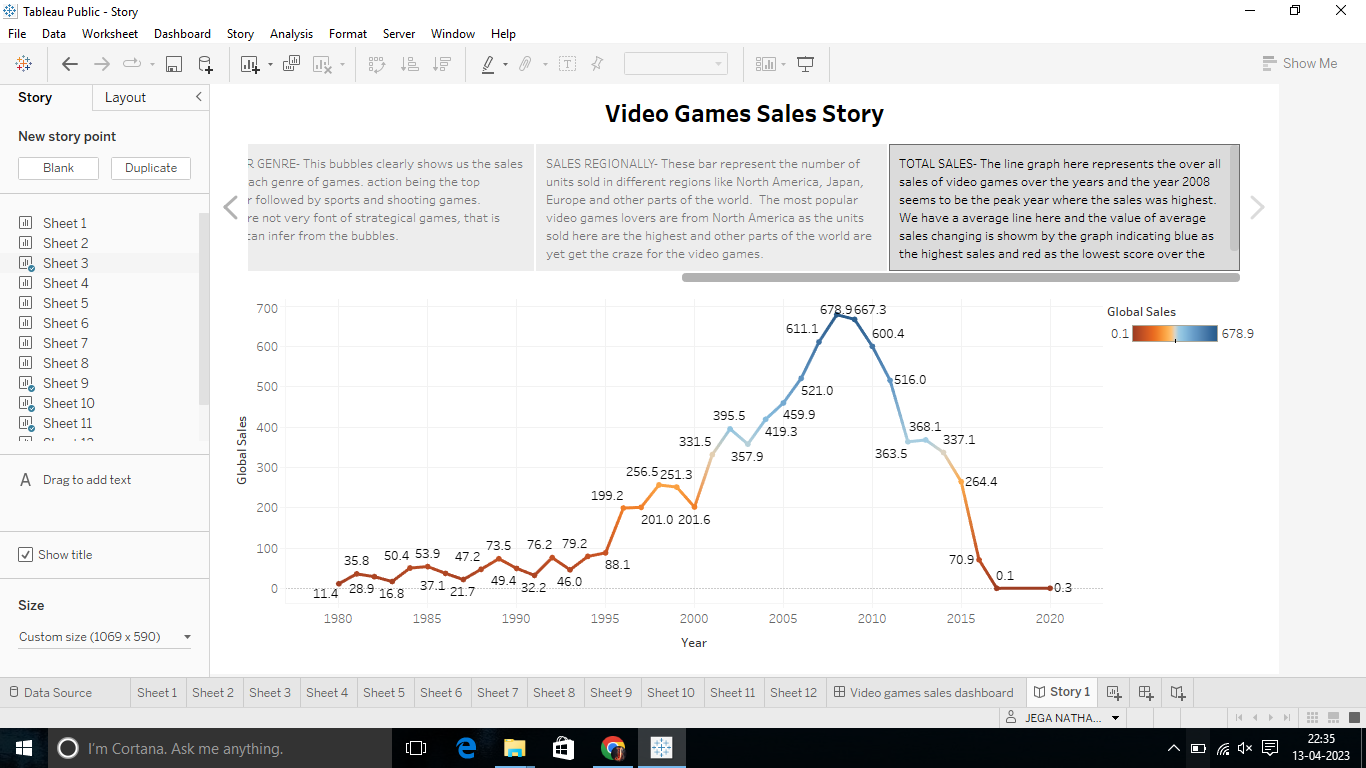 Tableau Public - Story
File Data Worksheet Dashboard Story Analysis Format Server Window Help
Show Me
Story Layout
New story point
Blank Duplicate
Sheet 1
Sheet 2
Sheet 3
Sheet 4
Sheet 5
Sheet 6
Sheet 7
Sheet 8
Sheet 9
Sheet 10
Sheet 11
A Drag to add text
Show title
Size
Custom size (1069 x 590)
Video Games Sales Story
R GENRE- This bubbles clearly shows us the sales
ach genre of games. action being the top
r followed by sports and shooting games.
re not very font of strategical games, that is
can infer from the bubbles.
SALES REGIONALLY- These bar represent the number of
units sold in different regions like North America, Japan,
Europe and other parts of the world. The most popular
video games lovers are from North America as the units
sold here are the highest and other parts of the world are
yet get the craze for the video games.
TOTAL SALES- The line graph here represents the over all
sales of video games over the years and the year 2008
seems to be the peak year where the sales was highest.
We have a average line here and the value of average
sales changing is showm by the graph indicating blue as
the highest sales and red as the lowest score over the
Global Sales
0.1 678.9
Global Sales
700
600
500
400
300
200
100
0
11.4
35.8
28.9
16.8
50.4
53.9
37.1
21.7
47.2
73.5
49.4
32.2
76.2
46.0
79.2
88.1
199.2
201.0
256.5
251.3
201.6
331.5
395.5
357.9
419.3
459.9
521.0
611.1
678.9
667.3
600.4
516.0
363.5
368.1
337.1
264.4
70.9
0.1
0.3
1980 1985 1990 1995 2000 2005 2010 2015 2020
Year
Data Source Sheet 1 Sheet 2 Sheet 3 Sheet 4 Sheet 5 Sheet 6 Sheet 7 Sheet 8 Sheet 9 Sheet 10 Sheet 11 Sheet 12 Video games sales dashboard Story 1
JEGA NATHA...
I'm Cortana. Ask me anything.
22:35
13-04-2023